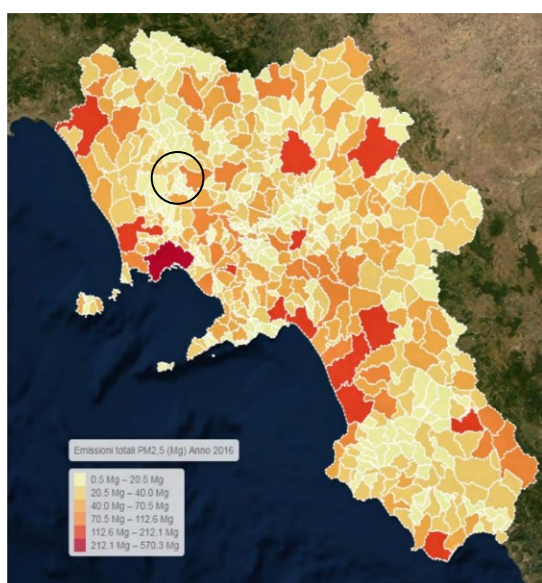 Emissioni totali PM2,5 (Mg) Anno 2016
0.5 Mg – 20.5 Mg
20.5 Mg – 40.0 Mg
40.0 Mg – 70.5 Mg
70.5 Mg – 112.6 Mg
112.6 Mg – 212.1 Mg
212.1 Mg – 570.3 Mg